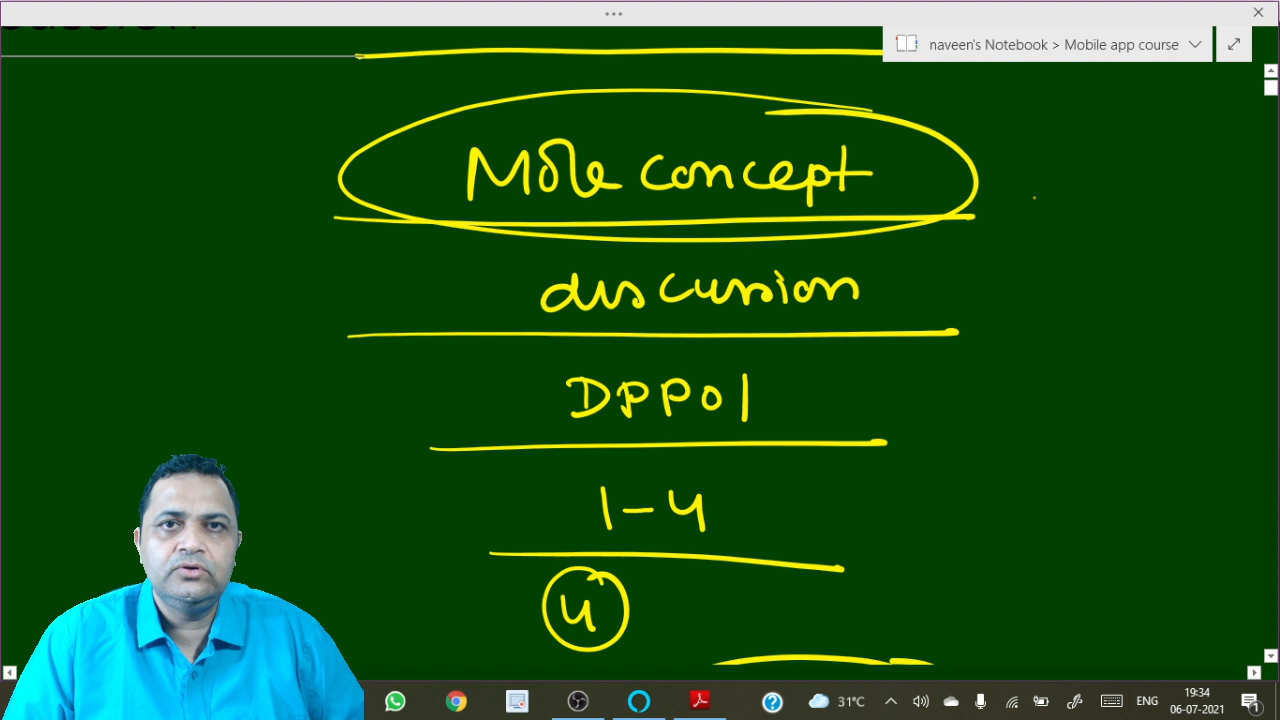 naveen's Notebook > Mobile app course
Mole concept
discussion
DPP01
1-4
4
31°C
ENG
19:34
06-07-2021
1